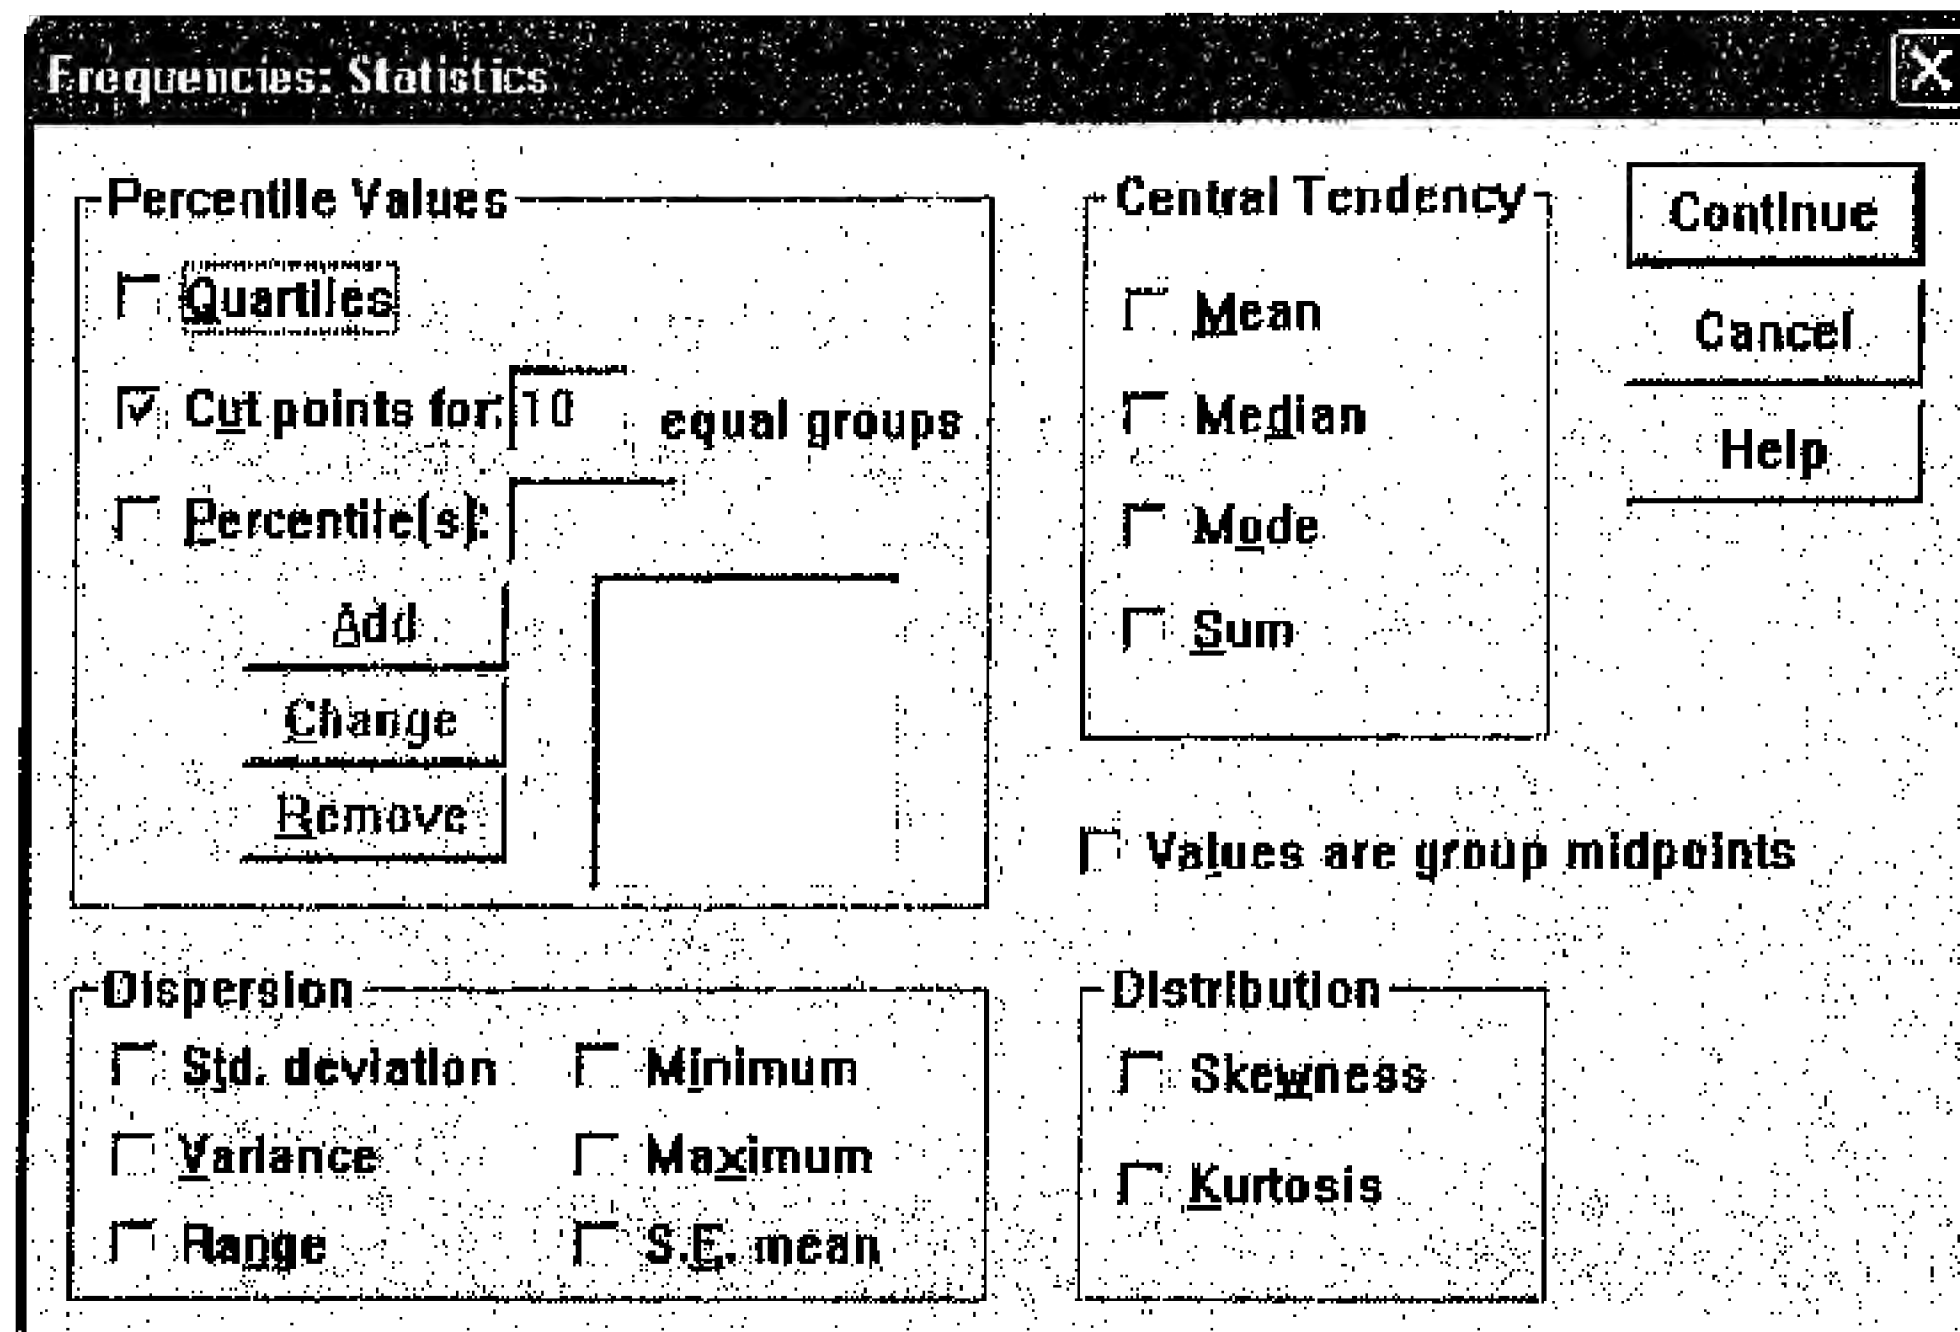 Frequencies: Statistics
Percentile Values
Quartiles
Cut points for: 10 equal groups
Percentile(s):
Add
Change
Remove
Central Tendency
Mean
Median
Mode
Sum
Continue
Cancel
Help
Values are group midpoints
Dispersion
Std. deviation
Minimum
Variance
Maximum
Range
S.E. mean
Distribution
Skewness
Kurtosis